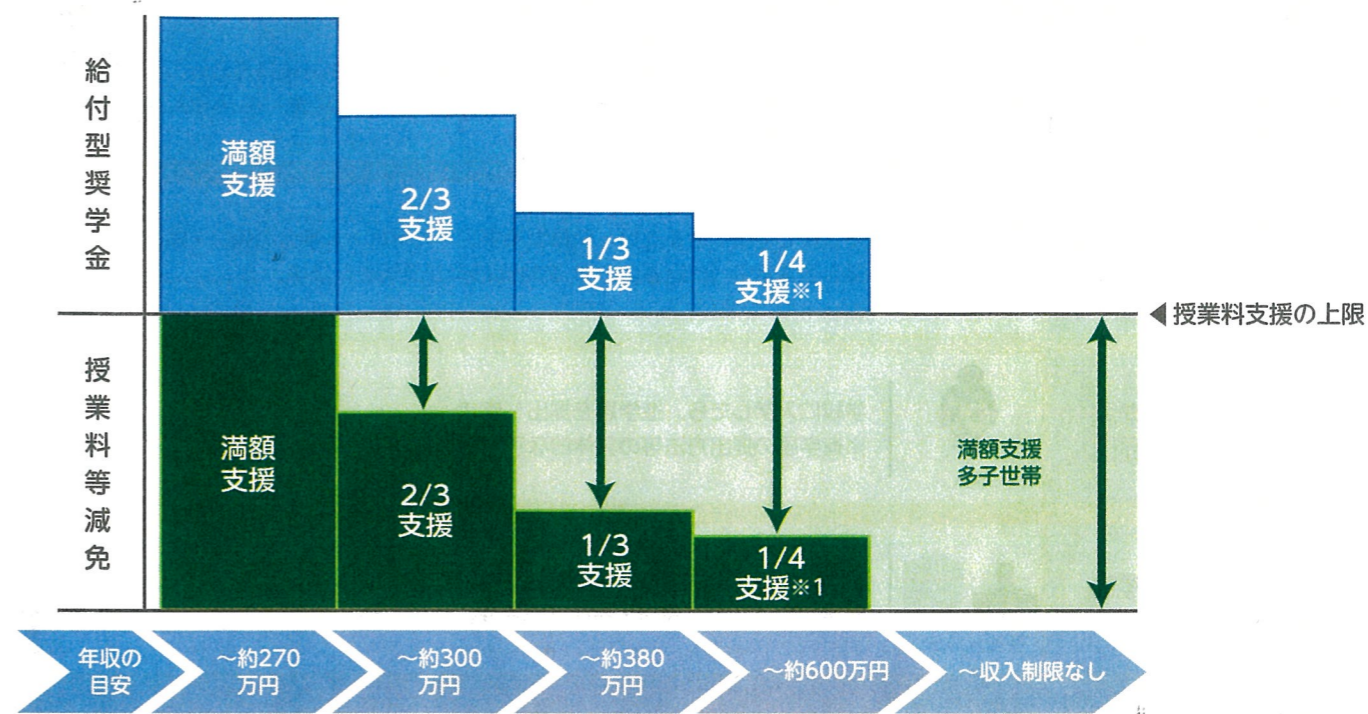 給付型奨学金
満額
支援
2/3
支援
1/3
支援
1/4
支援※1
◀授業料支援の上限
授業料等減免
満額
支援
2/3
支援
1/3
支援
1/4
支援※1
満額支援
多子世帯
年収の
目安
～約270
万円
～約300
万円
～約380
万円
～約600万円
～収入制限なし